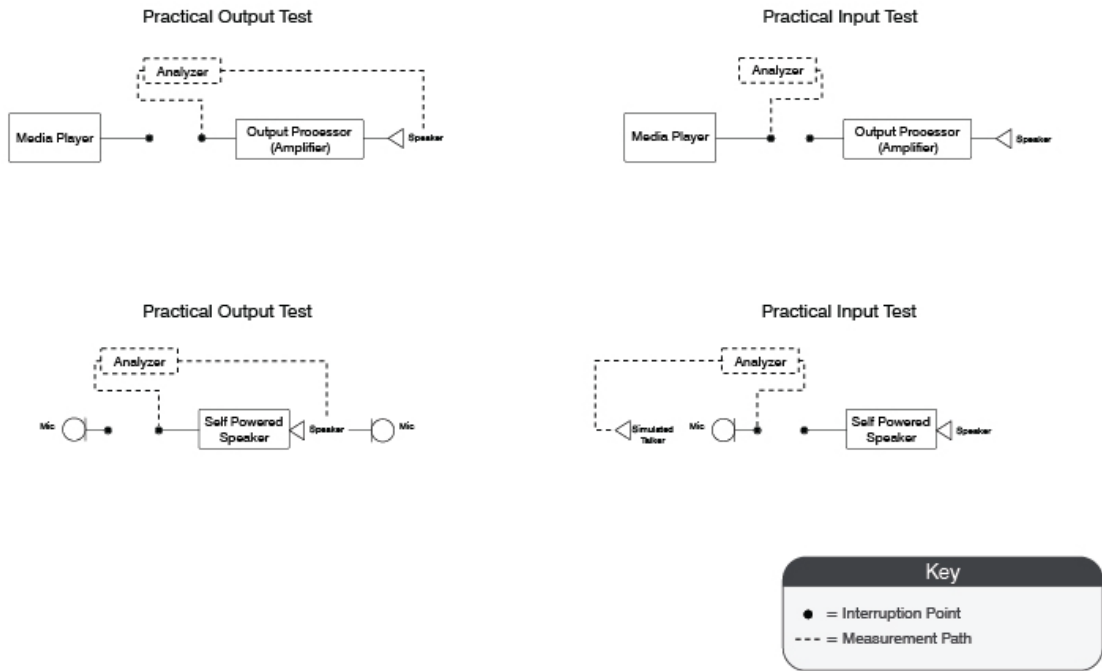 Practical Output Test
Analyzer
Media Player
Output Processor
(Amplifier)
Speaker
Practical Input Test
Analyzer
Media Player
Output Processor
(Amplifier)
Speaker
Practical Output Test
Analyzer
Mic
Self Powered
Speaker
Speaker
Mic
Practical Input Test
Analyzer
Simulated
Talker
Mic
Self Powered
Speaker
Speaker
Key
= Interruption Point
= Measurement Path